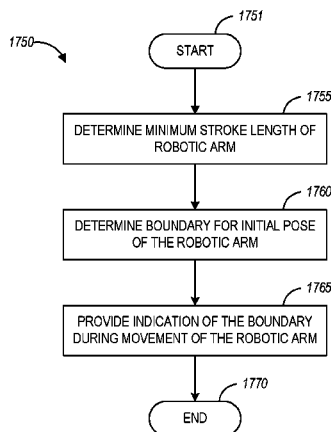 1750
1751
START
1755
DETERMINE MINIMUM STROKE LENGTH OF
ROBOTIC ARM
1760
DETERMINE BOUNDARY FOR INITIAL POSE
OF THE ROBOTIC ARM
1765
PROVIDE INDICATION OF THE BOUNDARY
DURING MOVEMENT OF THE ROBOTIC ARM
1770
END